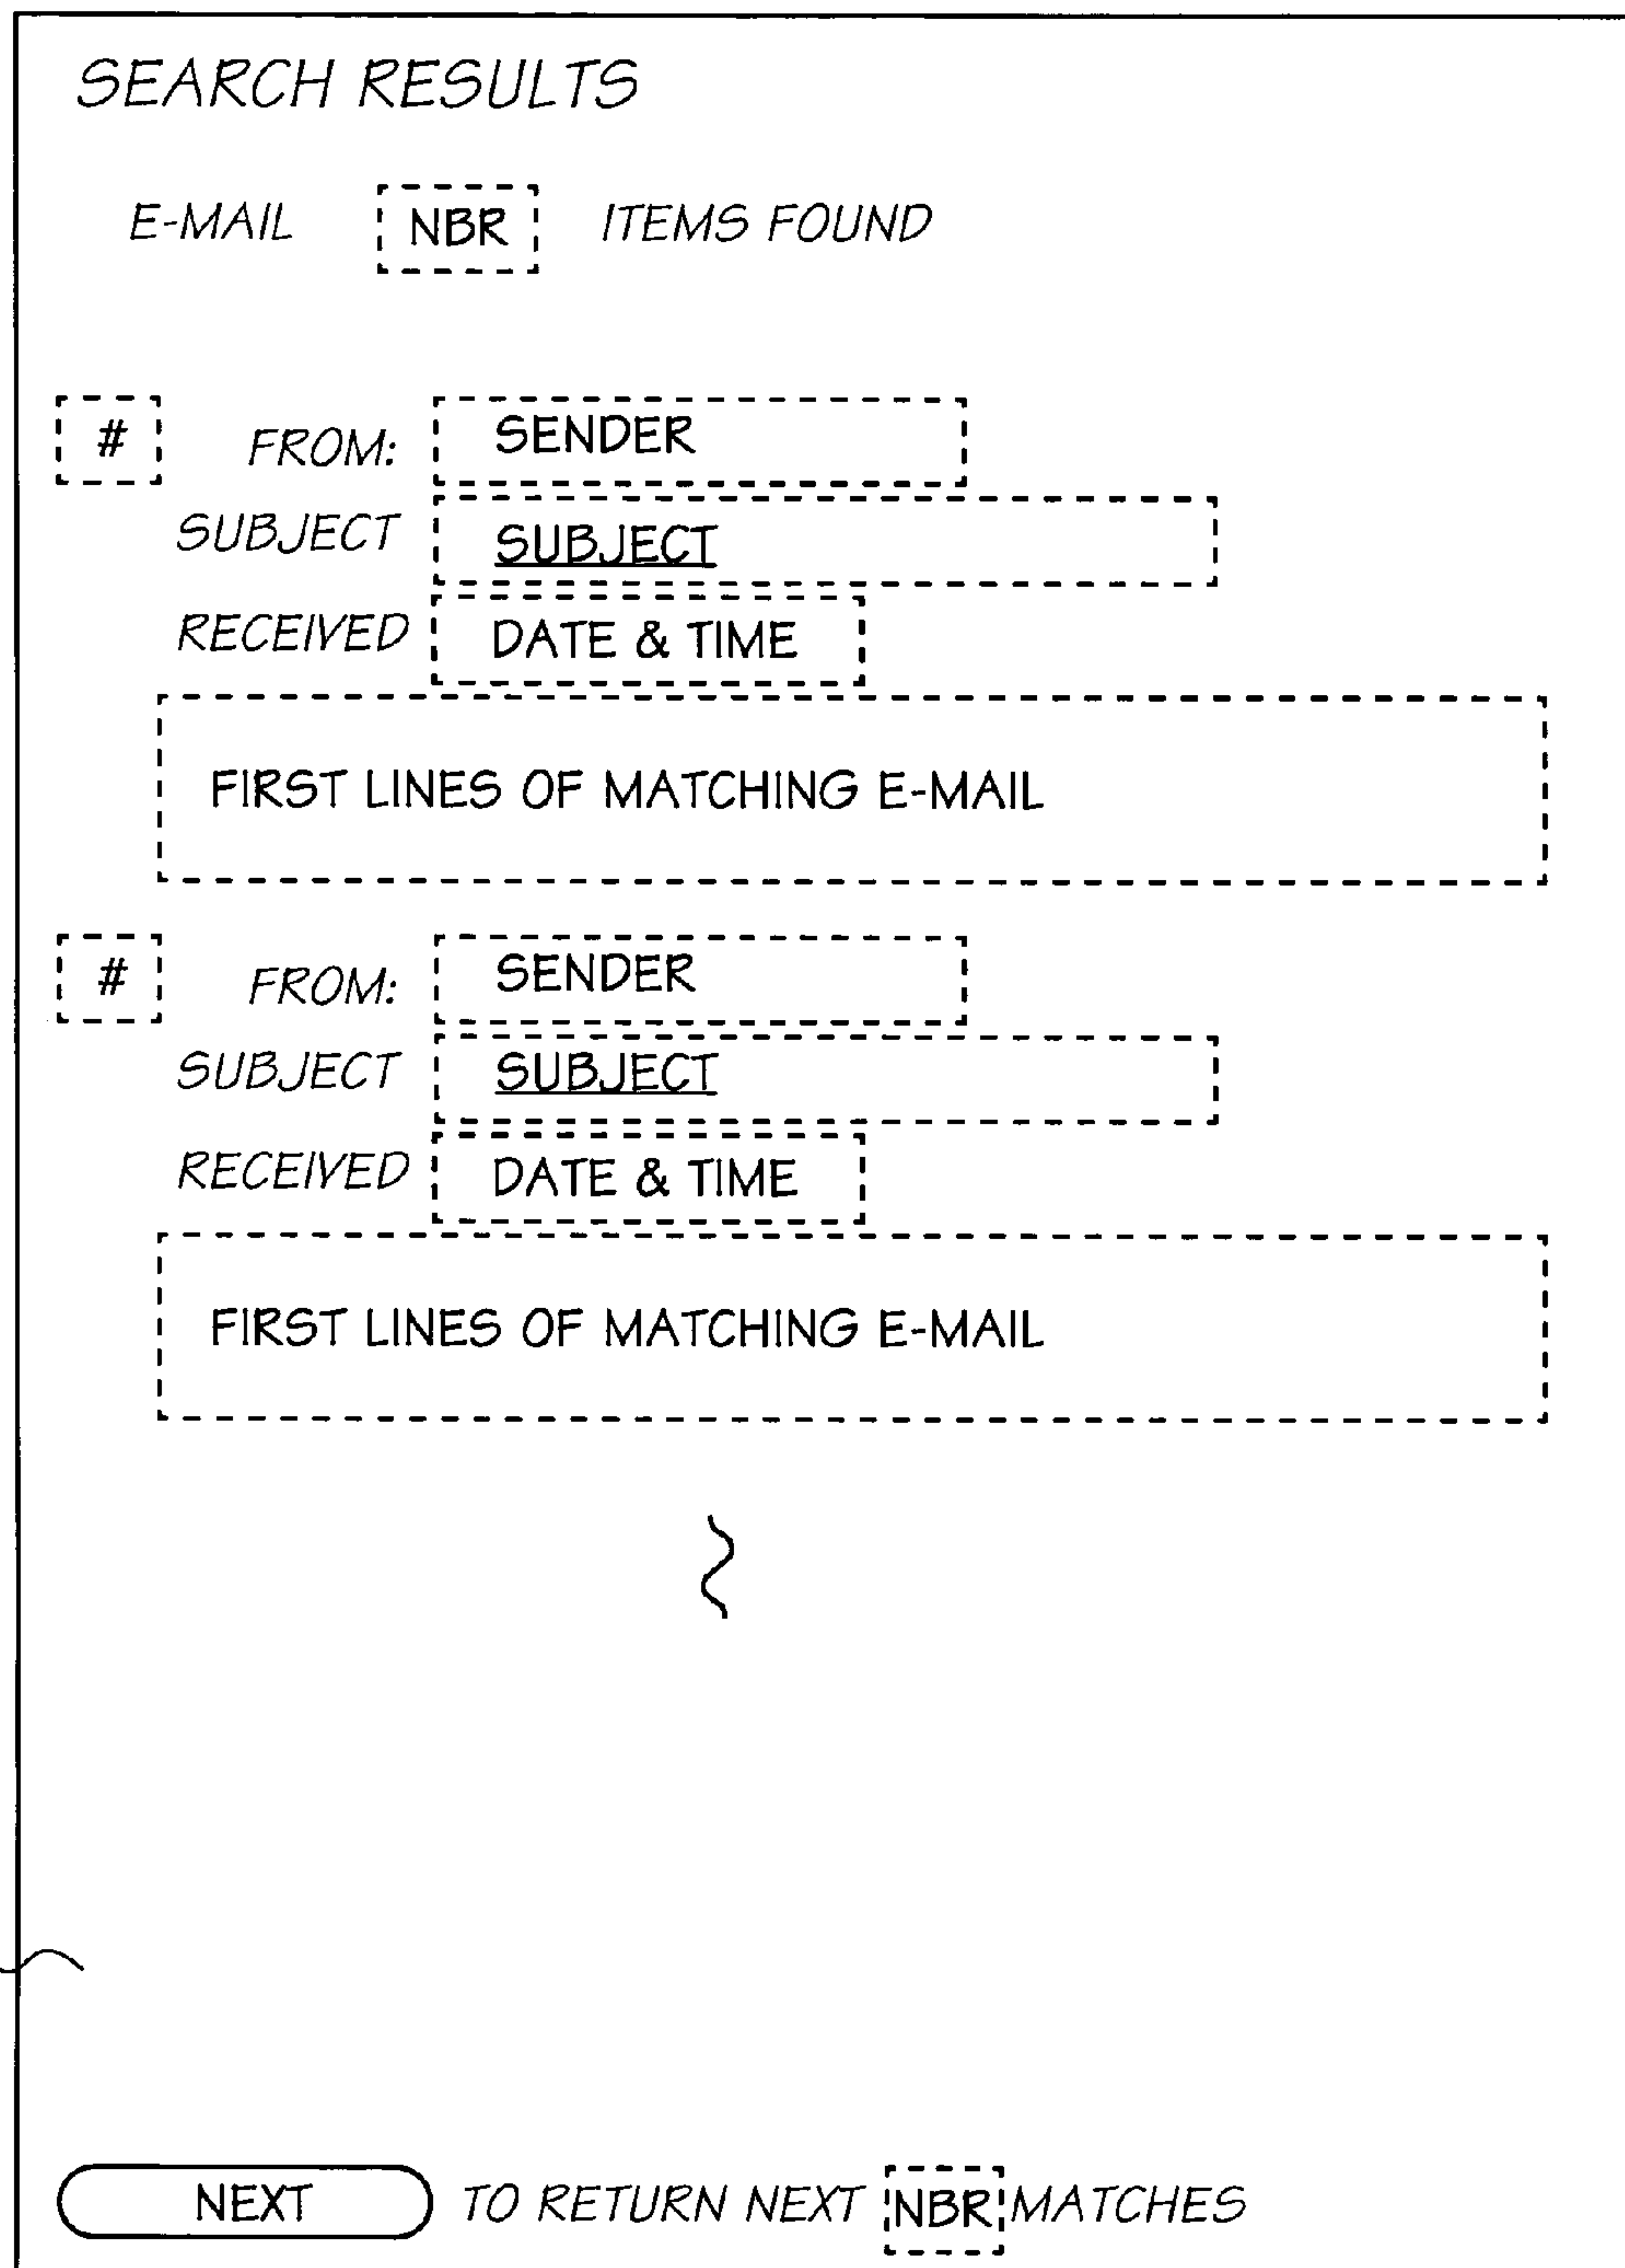 SEARCH RESULTS
E-MAIL NBR ITEMS FOUND
# FROM: SENDER
SUBJECT SUBJECT
RECEIVED DATE & TIME
FIRST LINES OF MATCHING E-MAIL
# FROM: SENDER
SUBJECT SUBJECT
RECEIVED DATE & TIME
FIRST LINES OF MATCHING E-MAIL
NEXT TO RETURN NEXT NBR MATCHES